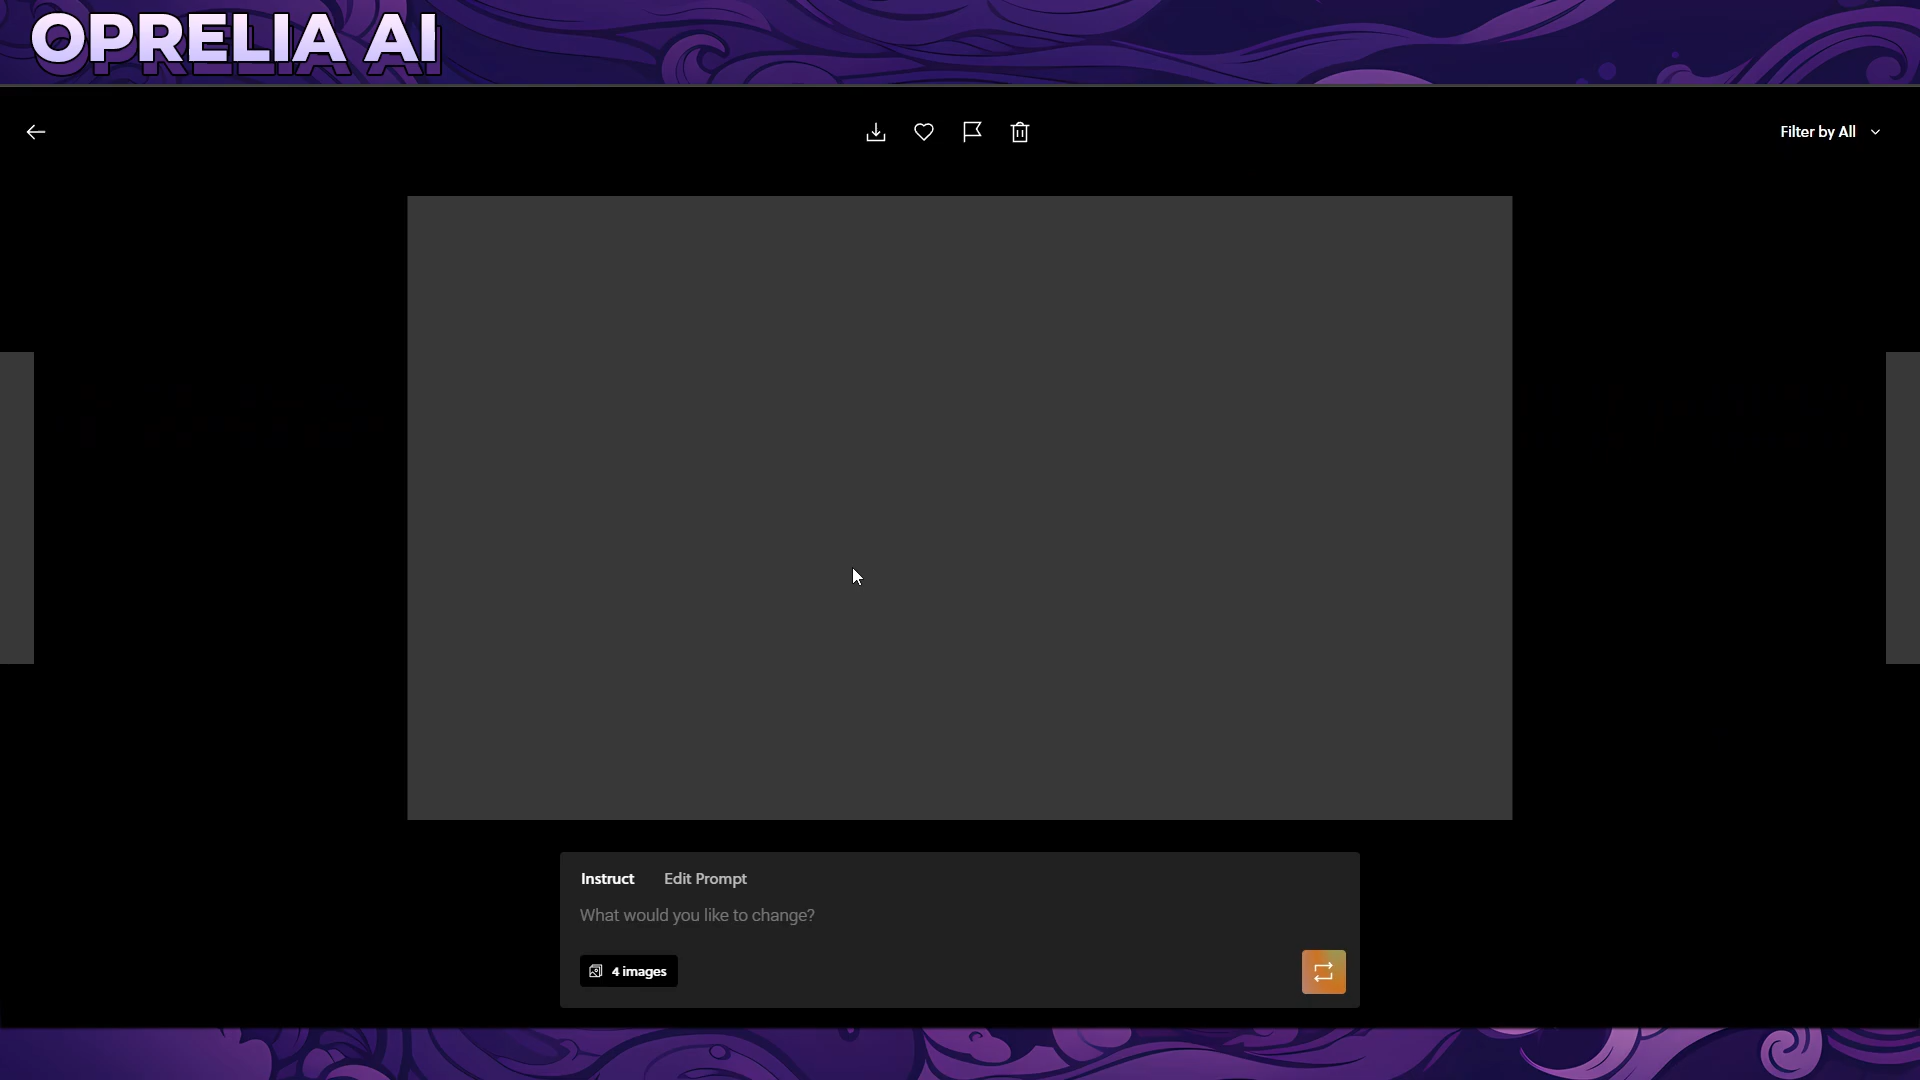 OPRELIA AI
Filter by All
Instruct Edit Prompt
What would you like to change?
4 images